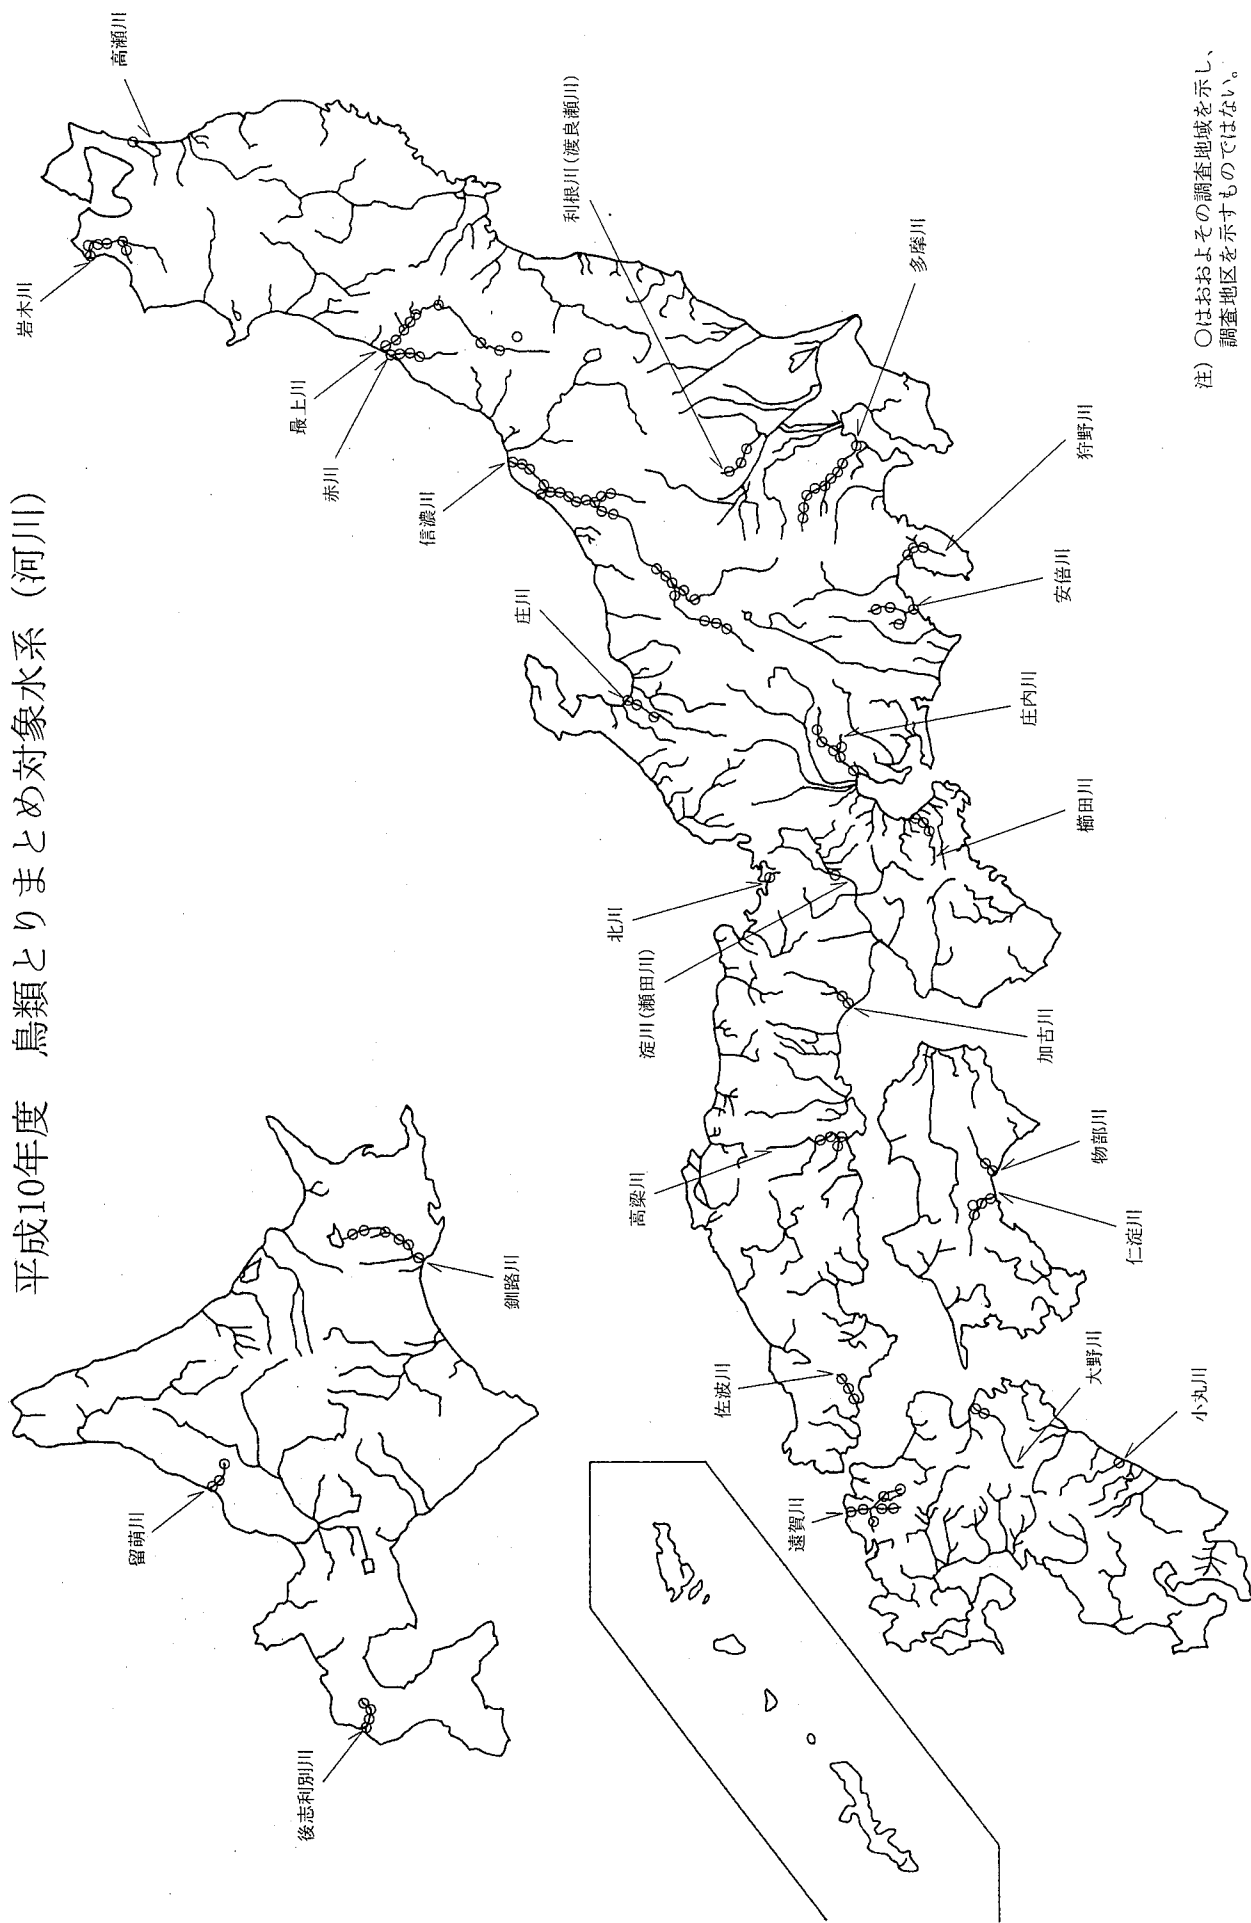 平成10年度 鳥類とりまとめ対象水系 (河川)
後志利別川
留萌川
釧路川
岩木川
高瀬川
最上川
赤川
信濃川
庄川
利根川(渡良瀬川)
多摩川
狩野川
安倍川
庄内川
櫛田川
北川
淀川(瀬田川)
加古川
高梁川
物部川
仁淀川
佐波川
遠賀川
大野川
小丸川
注) ○はおおよその調査地域を示し、
調査地区を示すものではない。